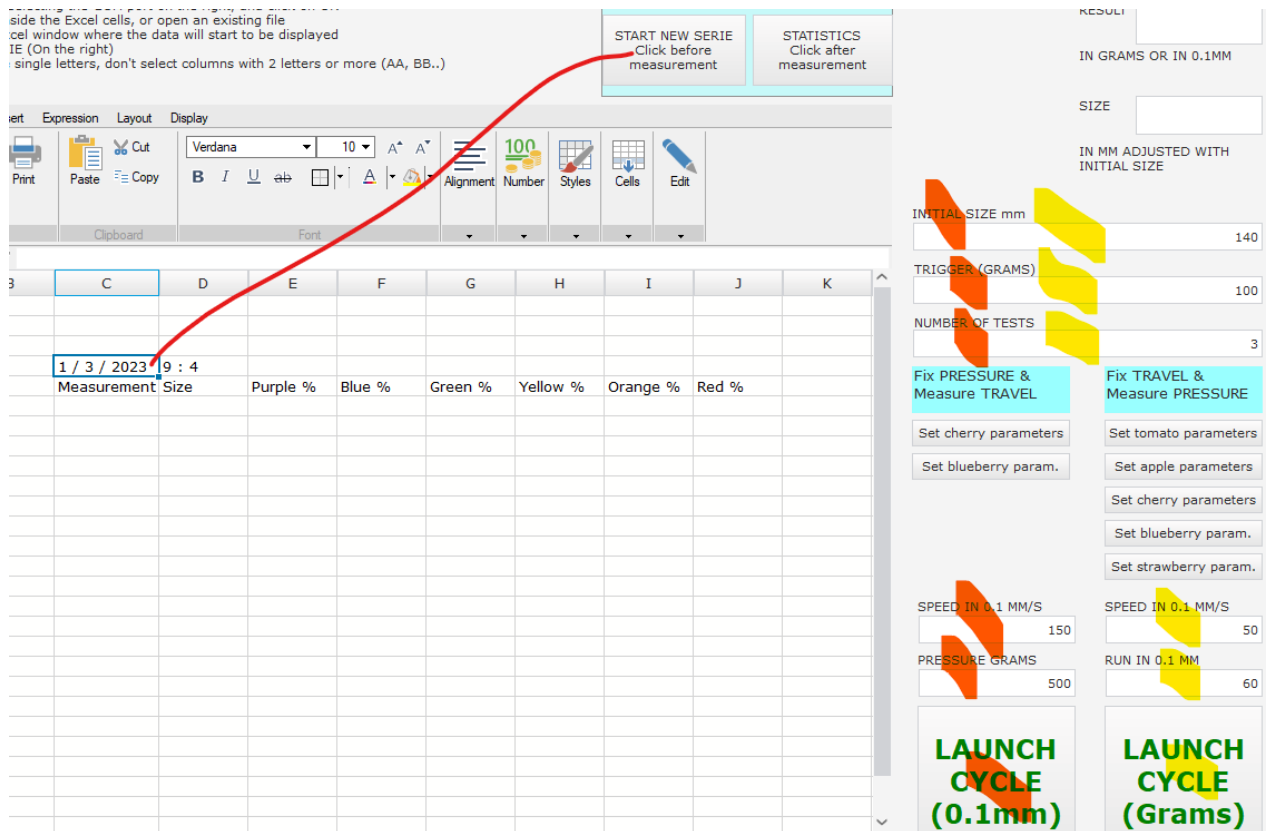 side the Excel cells, or open an existing file
cel window where the data will start to be displayed
IE (On the right)
single letters, don't select columns with 2 letters or more (AA, BB..)
START NEW SERIE
Click before
measurement
STATISTICS
Click after
measurement
RESULT
IN GRAMS OR IN 0.1MM
SIZE
IN MM ADJUSTED WITH
INITIAL SIZE
Expression Layout Display
Print
Paste
Cut
Copy
Clipboard
Verdana 10 A A
B I U ab A
Font
Alignment
100
Number
Styles
Cells
Edit
C D E F G H I J K
1 / 3 / 2023 9 : 4
Measurement Size Purple % Blue % Green % Yellow % Orange % Red %
INITIAL SIZE mm
140
TRIGGER (GRAMS)
100
NUMBER OF TESTS
3
Fix PRESSURE &
Measure TRAVEL
Set cherry parameters
Set blueberry param.
Fix TRAVEL &
Measure PRESSURE
Set tomato parameters
Set apple parameters
Set cherry parameters
Set blueberry param.
Set strawberry param.
SPEED IN 0.1 MM/S
150
PRESSURE GRAMS
500
SPEED IN 0.1 MM/S
50
RUN IN 0.1 MM
60
LAUNCH
CYCLE
(0.1mm)
LAUNCH
CYCLE
(Grams)